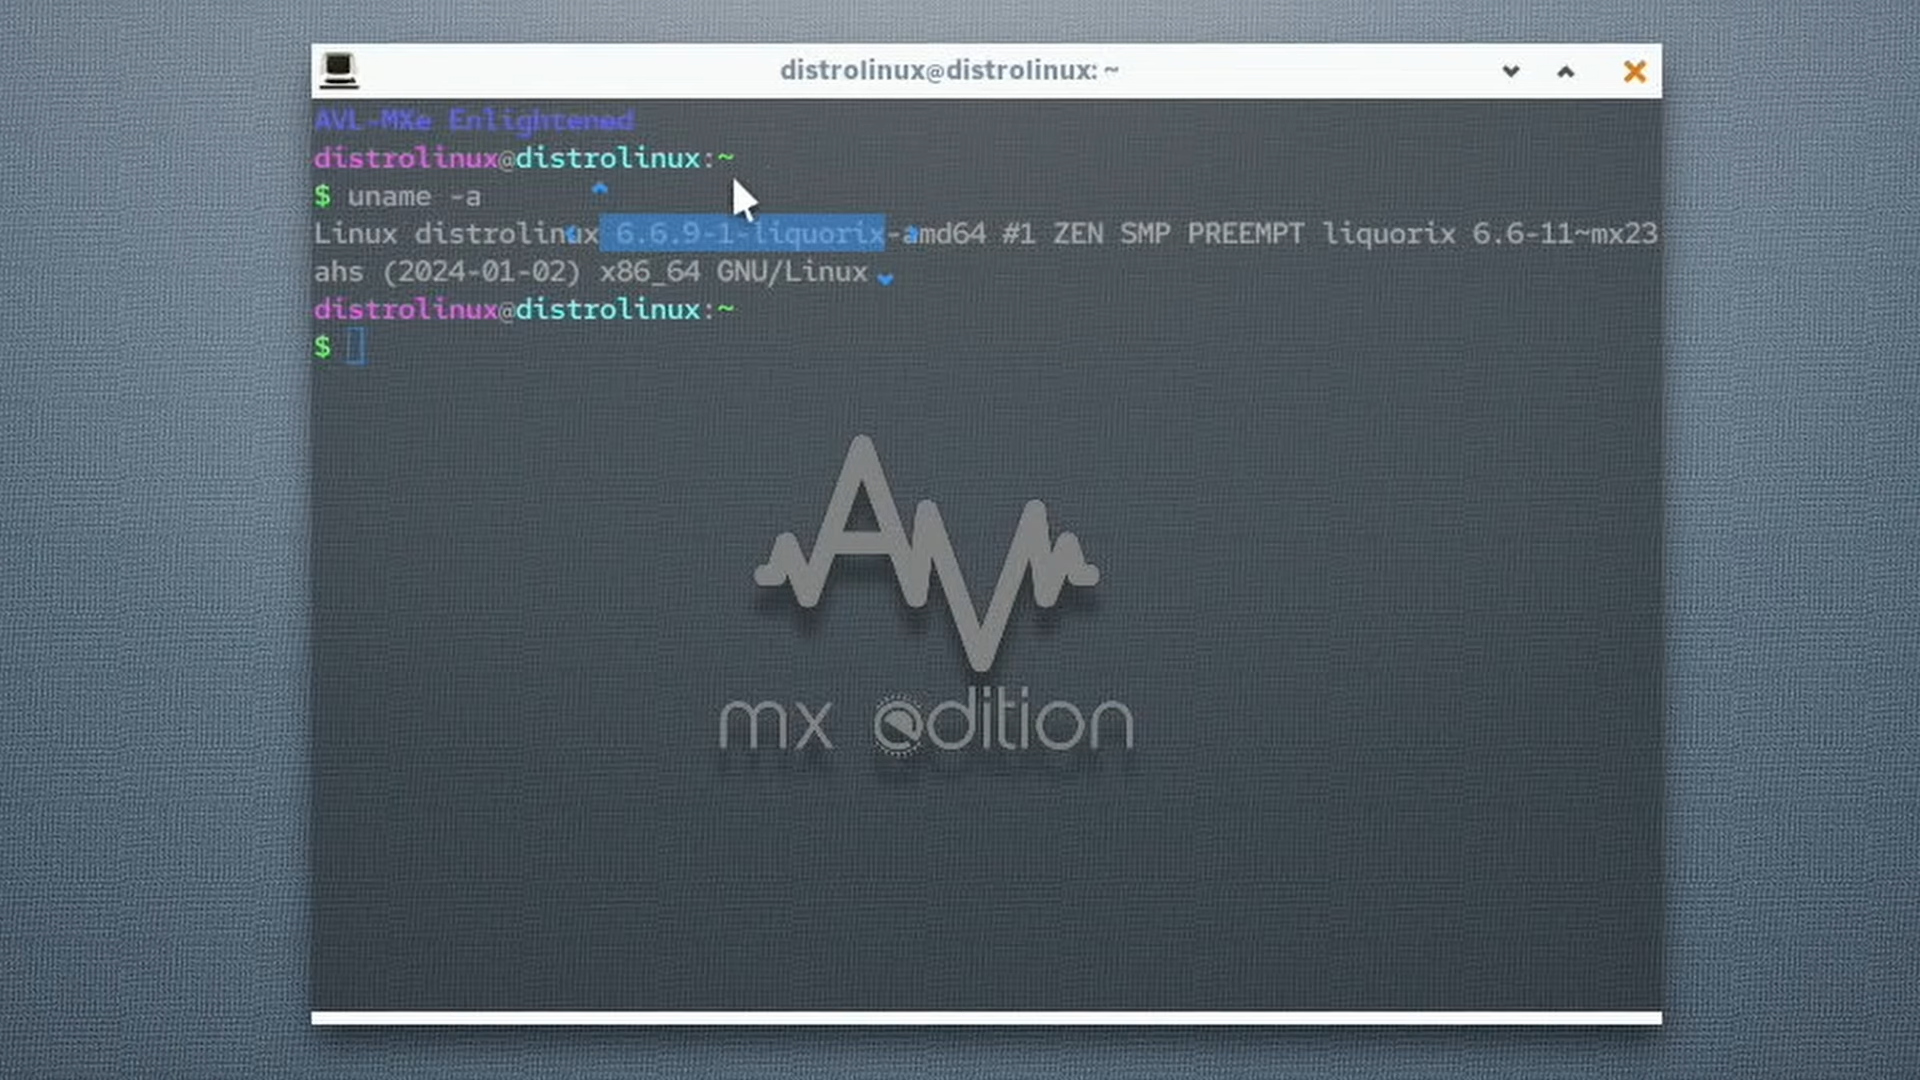 distrolinux@distrolinux: ~
AVL-MXe Enlightened
distrolinux@distrolinux:~
$ uname -a
Linux distrolinux 6.6.9-1-liquorix-amd64 #1 ZEN SMP PREEMPT liquorix 6.6-11~mx23
ahs (2024-01-02) x86_64 GNU/Linux
distrolinux@distrolinux:~
$
AV
mx edition